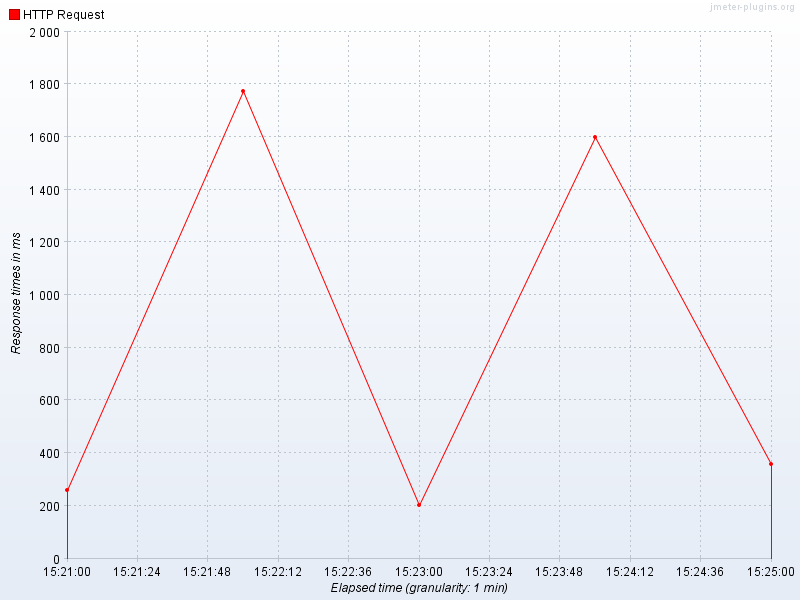 jmeter-plugins.org
HTTP Request
2 000
1 800
1 600
1 400
1 200
1 000
800
600
400
200
0
Response times in ms
15:21:00 15:21:24 15:21:48 15:22:12 15:22:36 15:23:00 15:23:24 15:23:48 15:24:12 15:24:36 15:25:00
Elapsed time (granularity: 1 min)